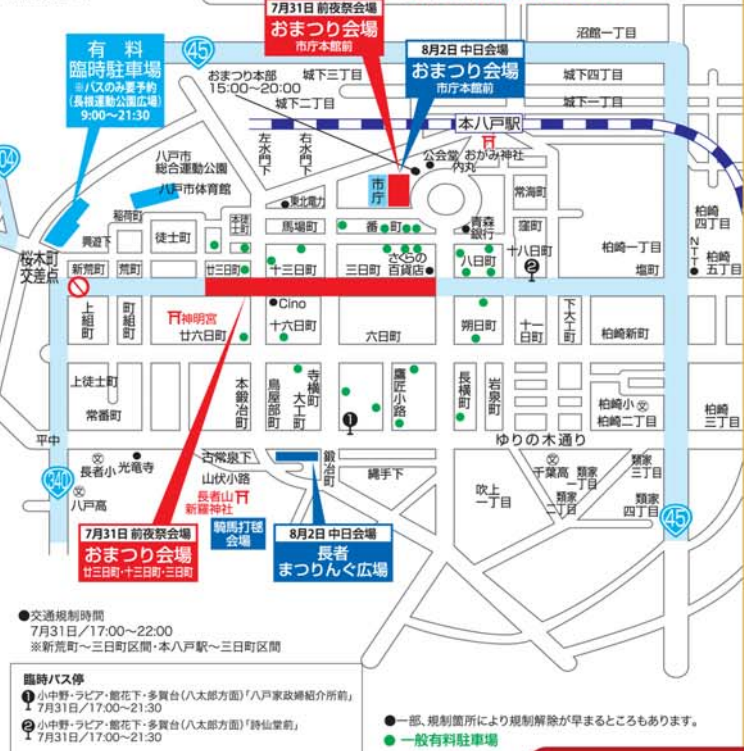 7月31日 前夜祭会場
おまつり会場
市庁本館前
沼館一丁目
有料
臨時駐車場
※バスのみ要予約
(長根運動公園広場)
9:00〜21:30
45
8月2日 中日会場
おまつり会場
市庁本館前
おまつり本部
15:00〜20:00
城下三丁目
城下四丁目
城下二丁目
城下一丁目
本八戸駅
左水門下
右水門下
公会堂
おがみ神社
内丸
八戸市
総合運動公園
八戸市体育館
市庁
東北電力
常海町
柏崎
四丁目
稲荷町
本徒士町
馬場町
番町
青森
銀行
窪町
異遊下
徒士町
十八日町
柏崎一丁目
NTT
柏崎
五丁目
桜木町
交差点
新荒町
荒町
廿三日町
十三日町
三日町
さくらの
百貨店
八日町
2
塩町
上組町
町組町
神明宮
Cino
廿六日町
十六日町
六日町
朔日町
十一日町
下大工町
柏崎新町
上徒士町
常番町
本鍛冶町
鳥屋部町
寺横町
大工町
鷹匠小路
長横町
岩泉町
柏崎小
柏崎二丁目
柏崎
三丁目
1
平中
ゆりの木通り
長者小
光竜寺
古常泉下
山伏小路
鍛冶町
縄手下
千葉高
類家
一丁目
類家
三丁目
340
八戸高
長者山
新羅神社
吹上
一丁目
類家
二丁目
類家
四丁目
45
騎馬打毬
会場
7月31日 前夜祭会場
おまつり会場
廿三日町・十三日町・三日町
8月2日 中日会場
長者
まつりんぐ広場
●交通規制時間
7月31日/17:00〜22:00
※新荒町〜三日町区間・本八戸駅〜三日町区間
臨時バス停
1 小中野・ラピア・館花下・多賀台(八太郎方面)「八戸家政婦紹介所前」
7月31日/17:00〜21:30
2 小中野・ラピア・館花下・多賀台(八太郎方面)「詩仙堂前」
7月31日/17:00〜21:30
●一部、規制箇所により規制解除が早まるところもあります。
● 一般有料駐車場